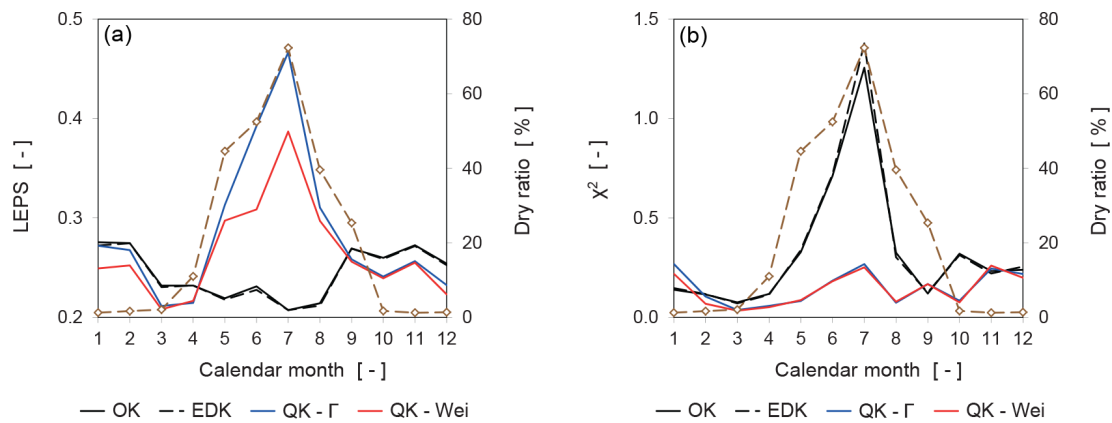 (a)
0.5
0.4
0.3
0.2
LEPS [ - ]
80
60
40
20
0
Dry ratio [ % ]
1 2 3 4 5 6 7 8 9 10 11 12
Calendar month [ - ]
OK EDK QK - Γ QK - Wei
(b)
1.5
1.0
0.5
0.0
χ² [ - ]
80
60
40
20
0
Dry ratio [ % ]
1 2 3 4 5 6 7 8 9 10 11 12
Calendar month [ - ]
OK EDK QK - Γ QK - Wei